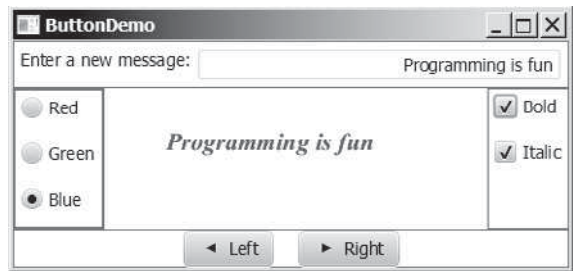 ButtonDemo
Enter a new message: Programming is fun
Red
Green
Blue
Programming is fun
Bold
Italic
Left
Right